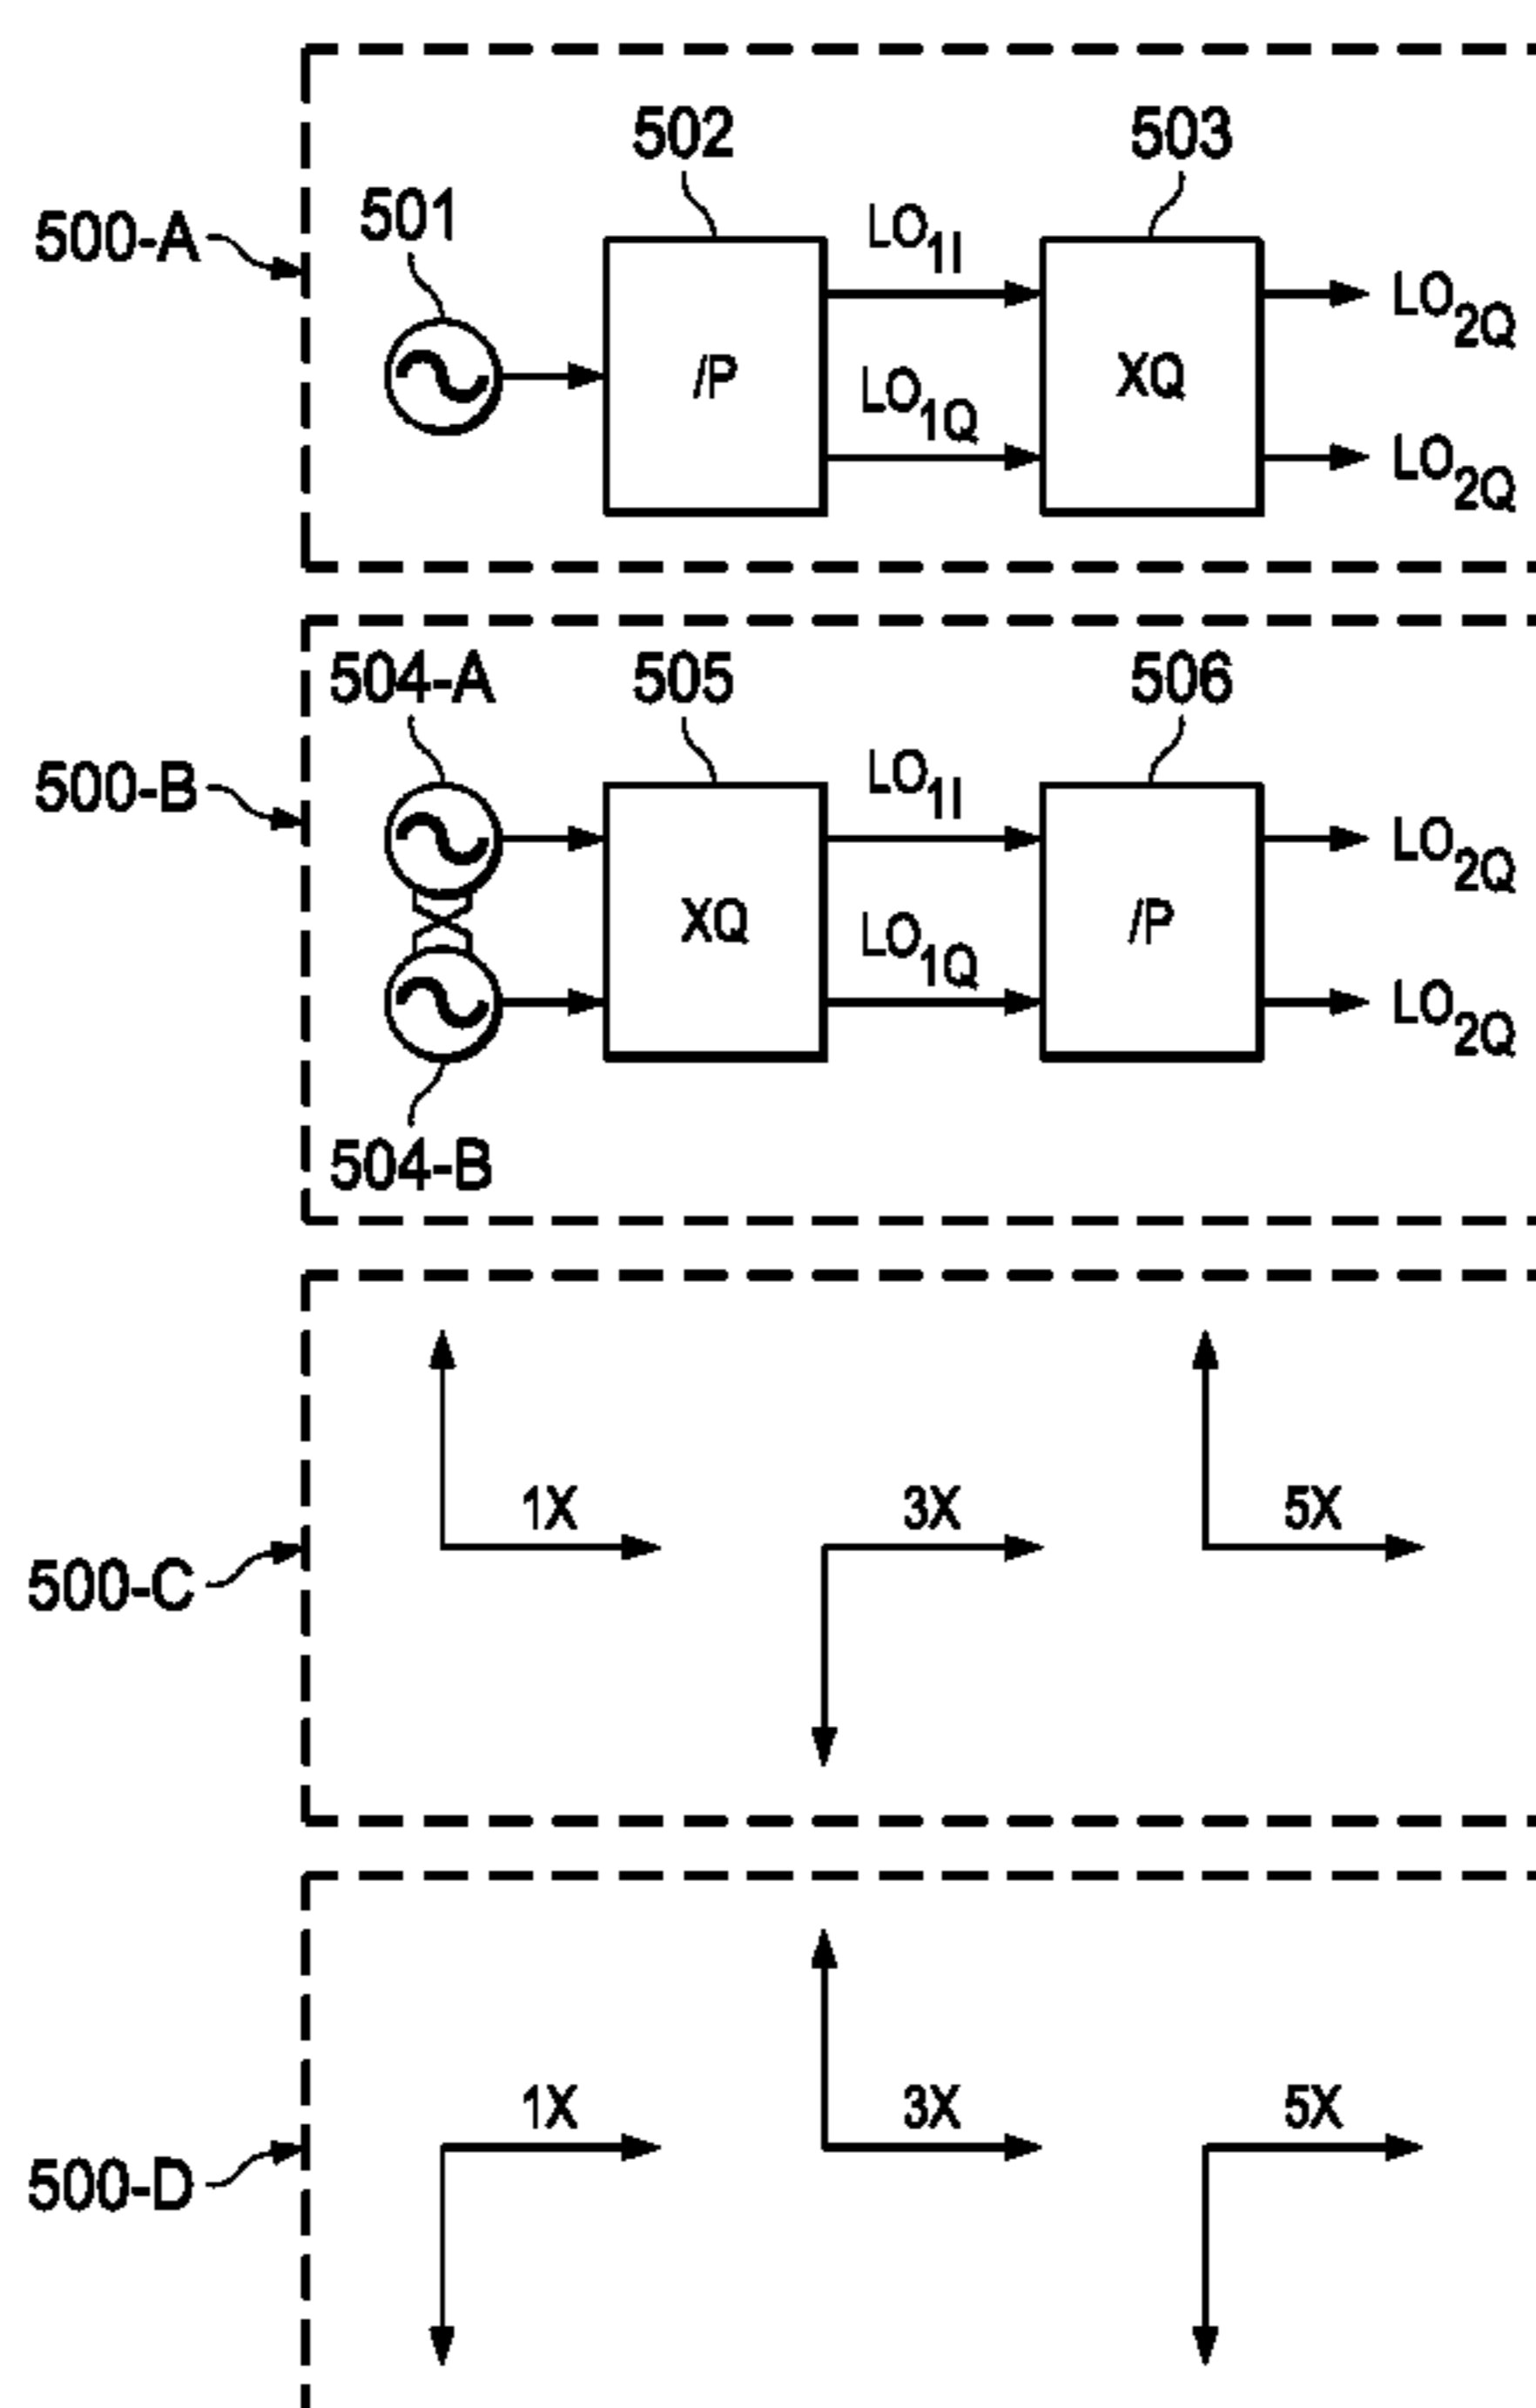 502
503
501
500-A
LO1I
LO2Q
/P
XQ
LO1Q
LO2Q
504-A
505
506
500-B
LO1I
LO2Q
XQ
/P
LO1Q
LO2Q
504-B
1X
3X
5X
500-C
1X
3X
5X
500-D